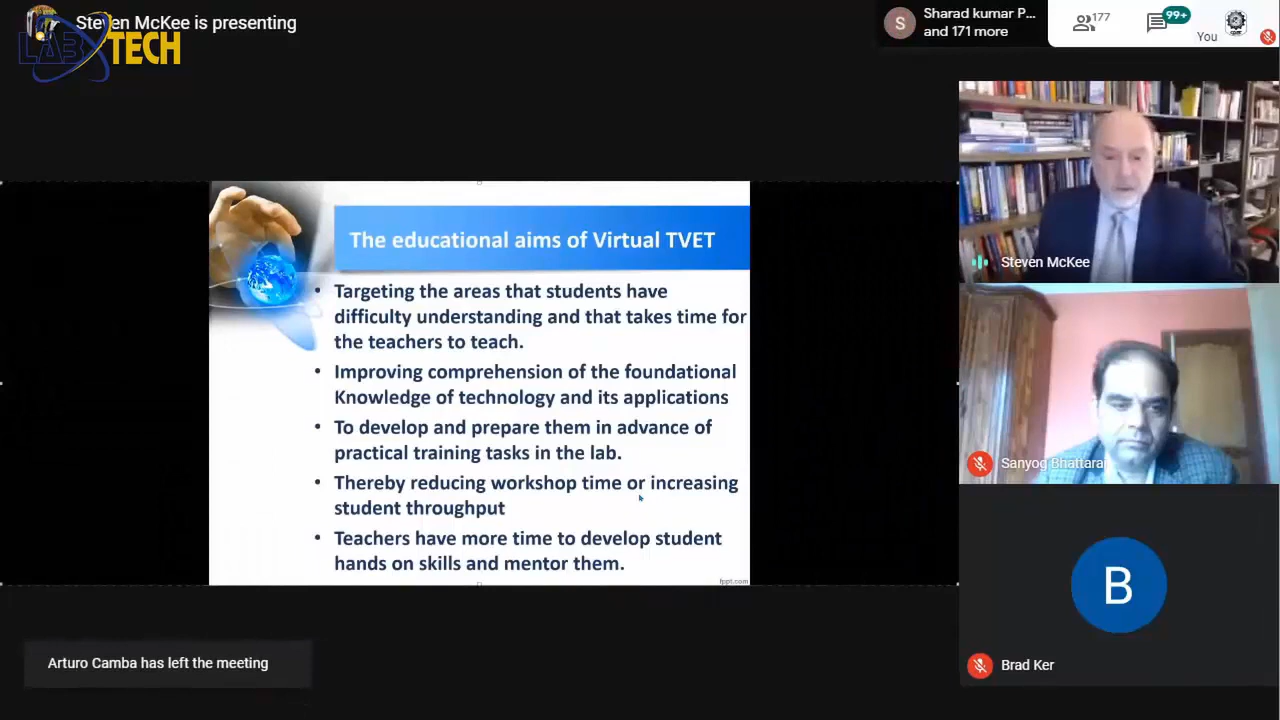 Steven McKee is presenting
LAB TECH
Sharad kumar P...
and 171 more
177
99+
You
The educational aims of Virtual TVET
• Targeting the areas that students have
difficulty understanding and that takes time for
the teachers to teach.
• Improving comprehension of the foundational
Knowledge of technology and its applications
• To develop and prepare them in advance of
practical training tasks in the lab.
• Thereby reducing workshop time or increasing
student throughput
• Teachers have more time to develop student
hands on skills and mentor them.
fppt.com
Steven McKee
Sanyog Bhattarai
B
Brad Ker
S
Arturo Camba has left the meeting